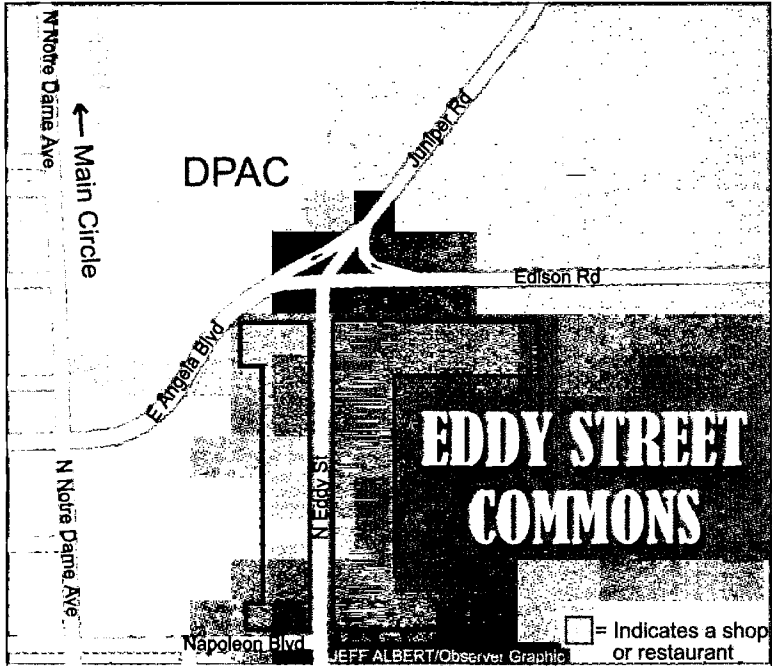 N Notre Dame Ave
← Main Circle
DPAC
Juniper Rd
Edison Rd
E Angela Blvd
N Eddy St
EDDY STREET
COMMONS
N Notre Dame Ave
Napoleon Blvd
JEFF ALBERT/Observer Graphic
= Indicates a shop
or restaurant